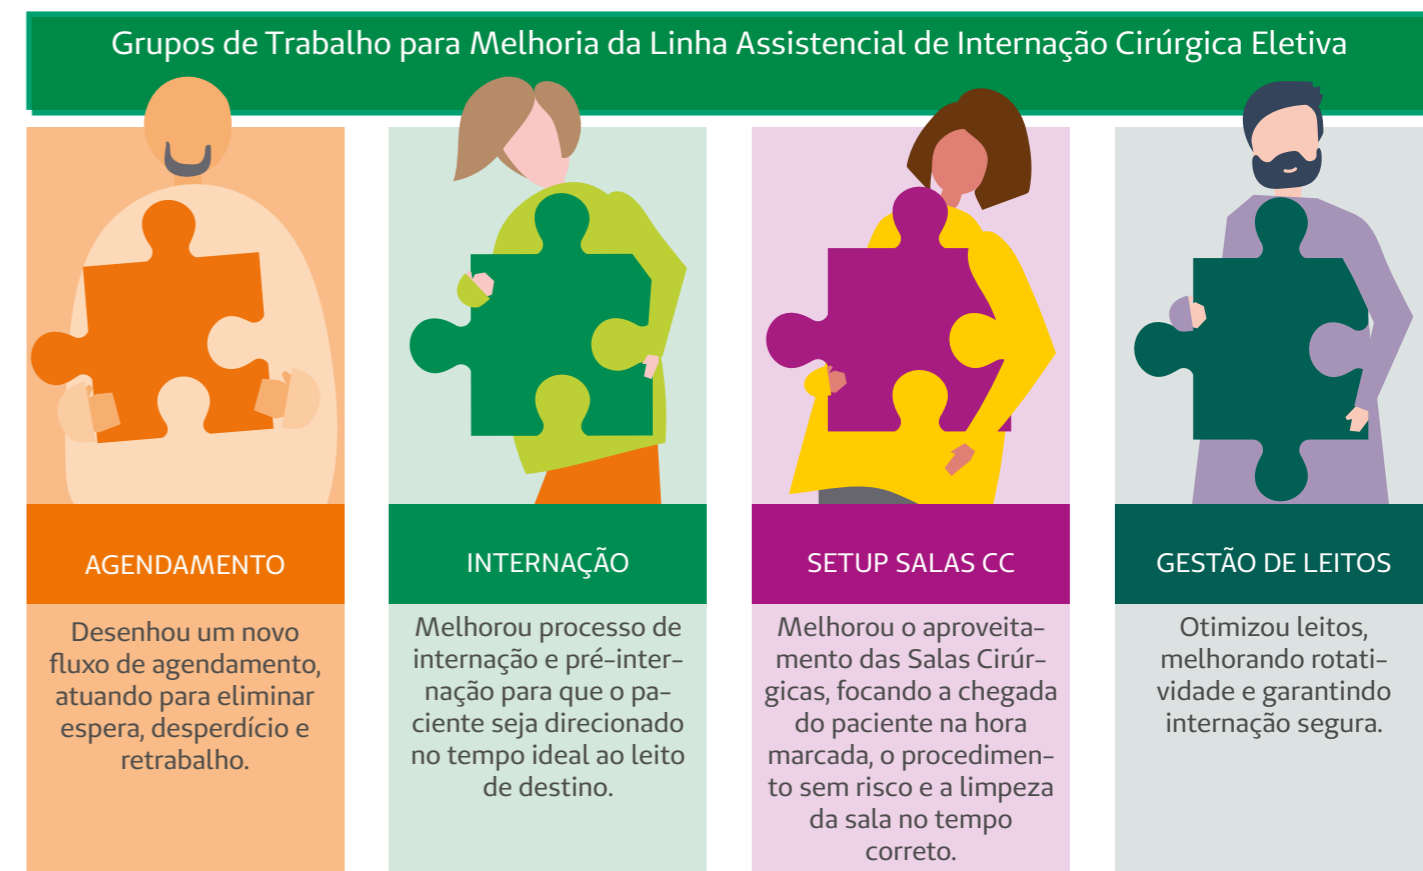 Grupos de Trabalho para Melhoria da Linha Assistencial de Internação Cirúrgica Eletiva
AGENDAMENTO
Desenhou um novo
fluxo de agendamento,
atuando para eliminar
espera, desperdício e
retrabalho.
INTERNAÇÃO
Melhorou processo de
internação e pré-inter-
nação para que o pa-
ciente seja direcionado
no tempo ideal ao leito
de destino.
SETUP SALAS CC
Melhorou o aproveita-
mento das Salas Cirúr-
gicas, focando a chegada
do paciente na hora
marcada, o procedimen-
to sem risco e a limpeza
da sala no tempo
correto.
GESTÃO DE LEITOS
Otimizou leitos,
melhorando rotati-
vidade e garantindo
internação segura.